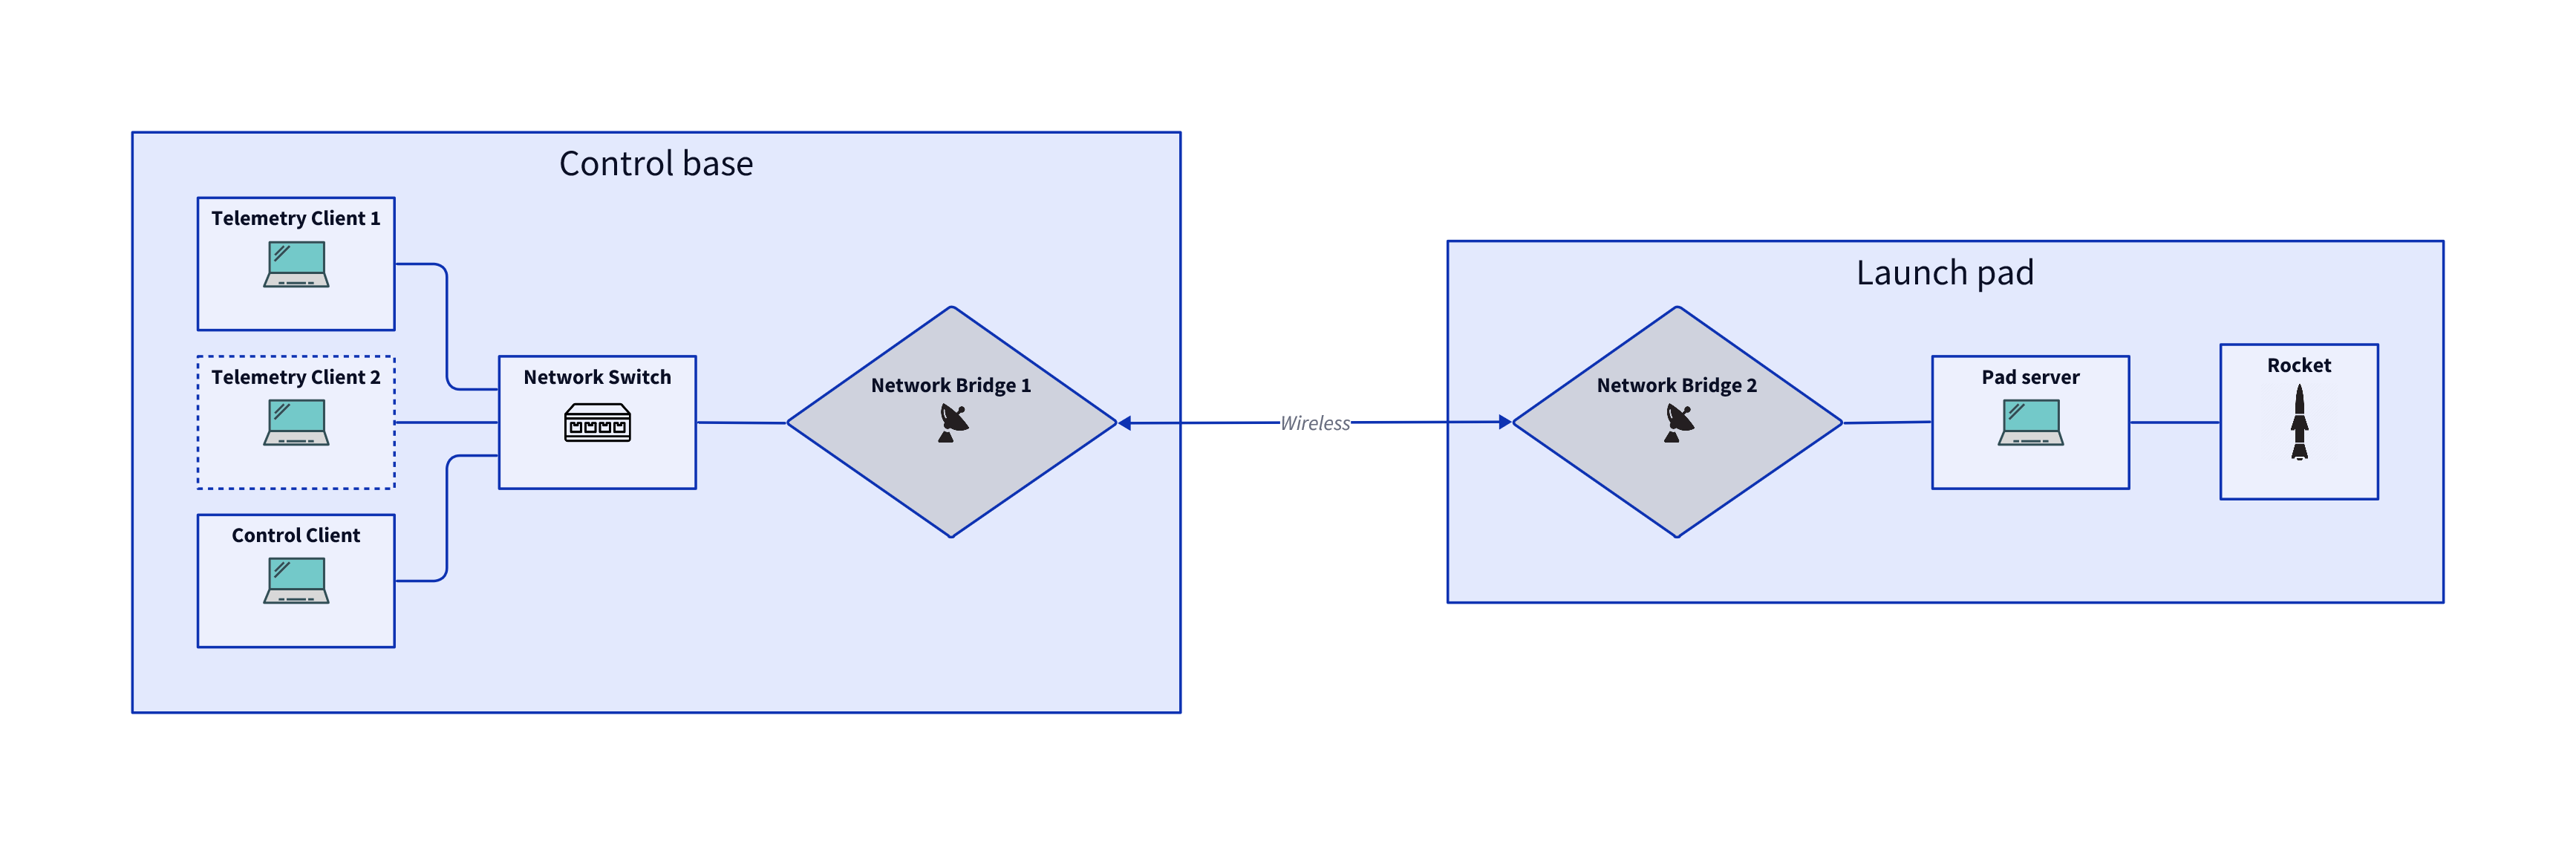 Control base
Telemetry Client 1
Telemetry Client 2
Control Client
Network Switch
Network Bridge 1
Wireless
Launch pad
Network Bridge 2
Pad server
Rocket